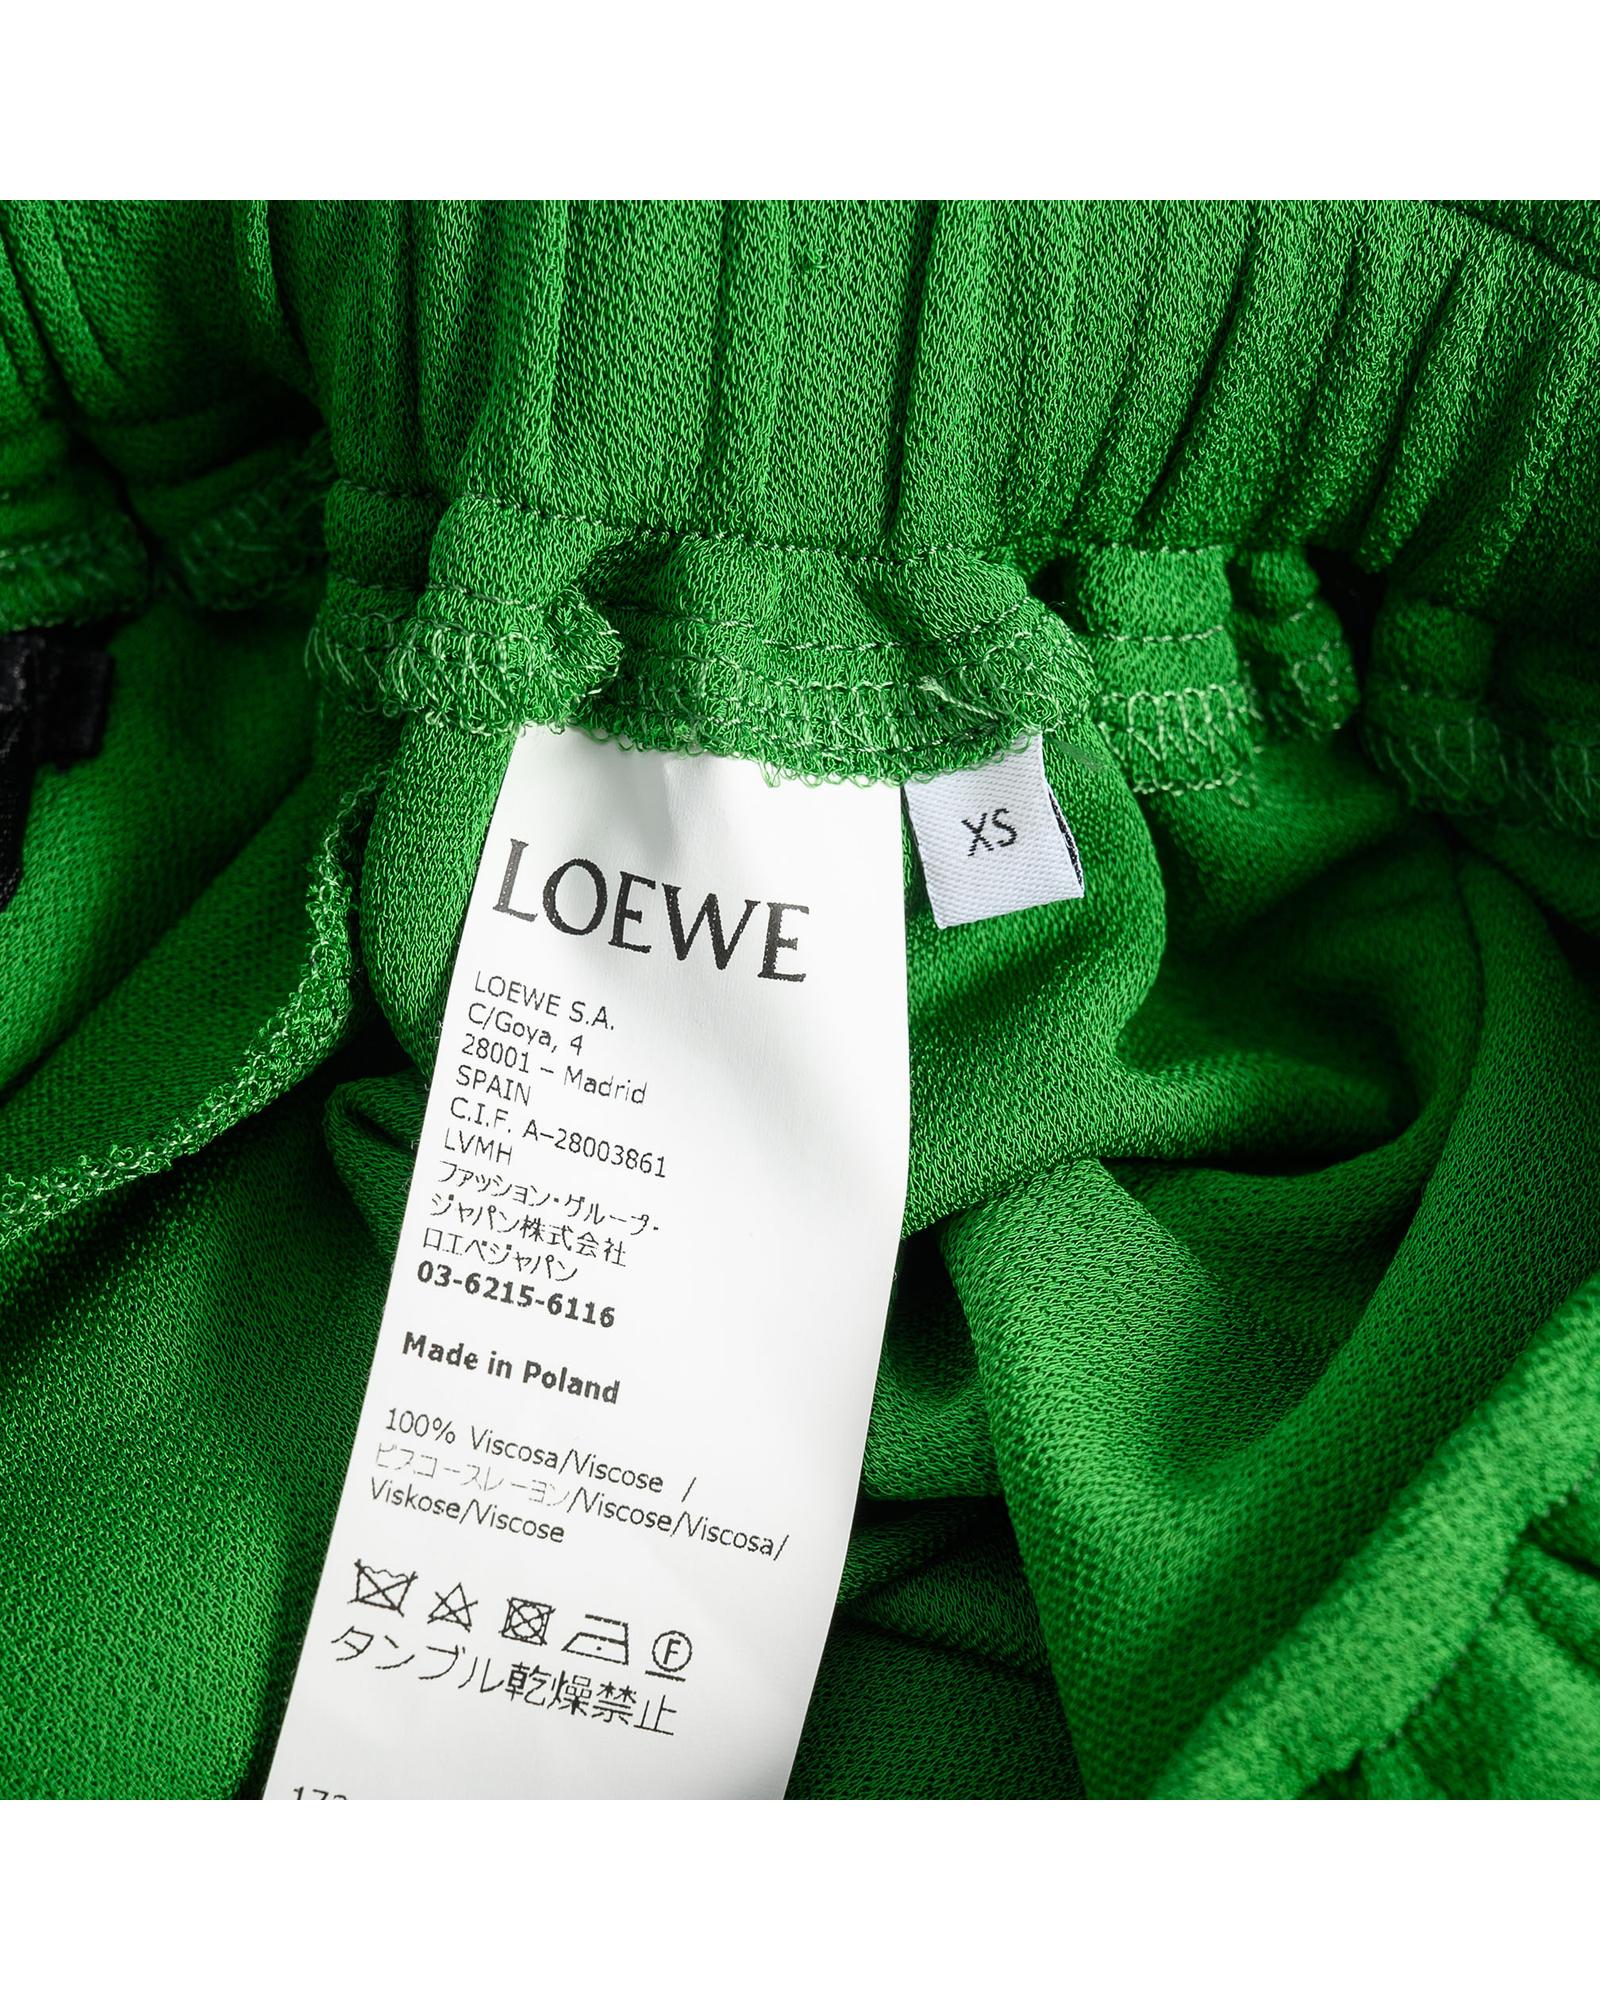 LOEWE
XS
LOEWE S.A.
C/Goya, 4
28001 – Madrid
SPAIN
C.I.F. A–28003861
LVMH
ファッション・グループ・
ジャパン株式会社
ロエベジャパン
03-6215-6116
Made in Poland
100% Viscosa/Viscose /
ビスコースレーヨン/Viscose/Viscosa/
Viskose/Viscose
F
タンブル乾燥禁止